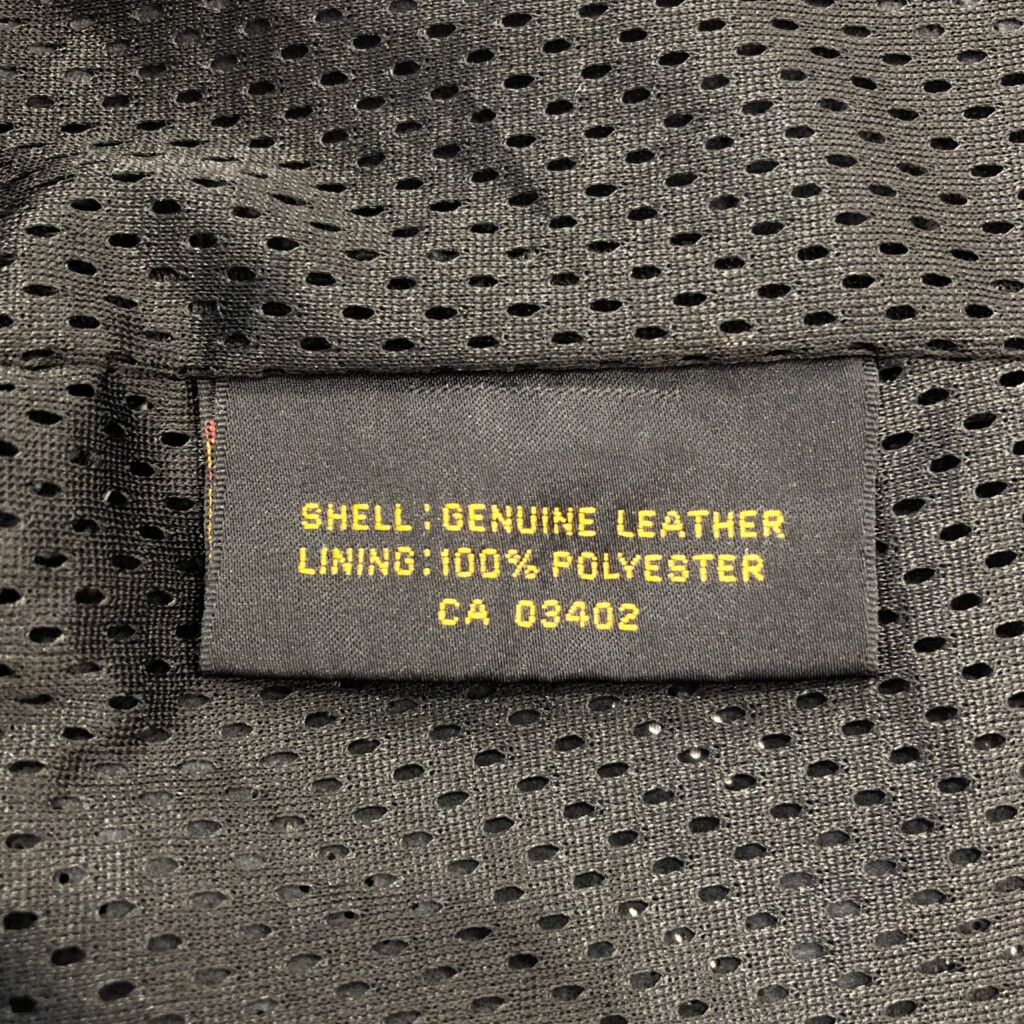 SHELL: GENUINE LEATHER
LINING: 100% POLYESTER
CA 03402